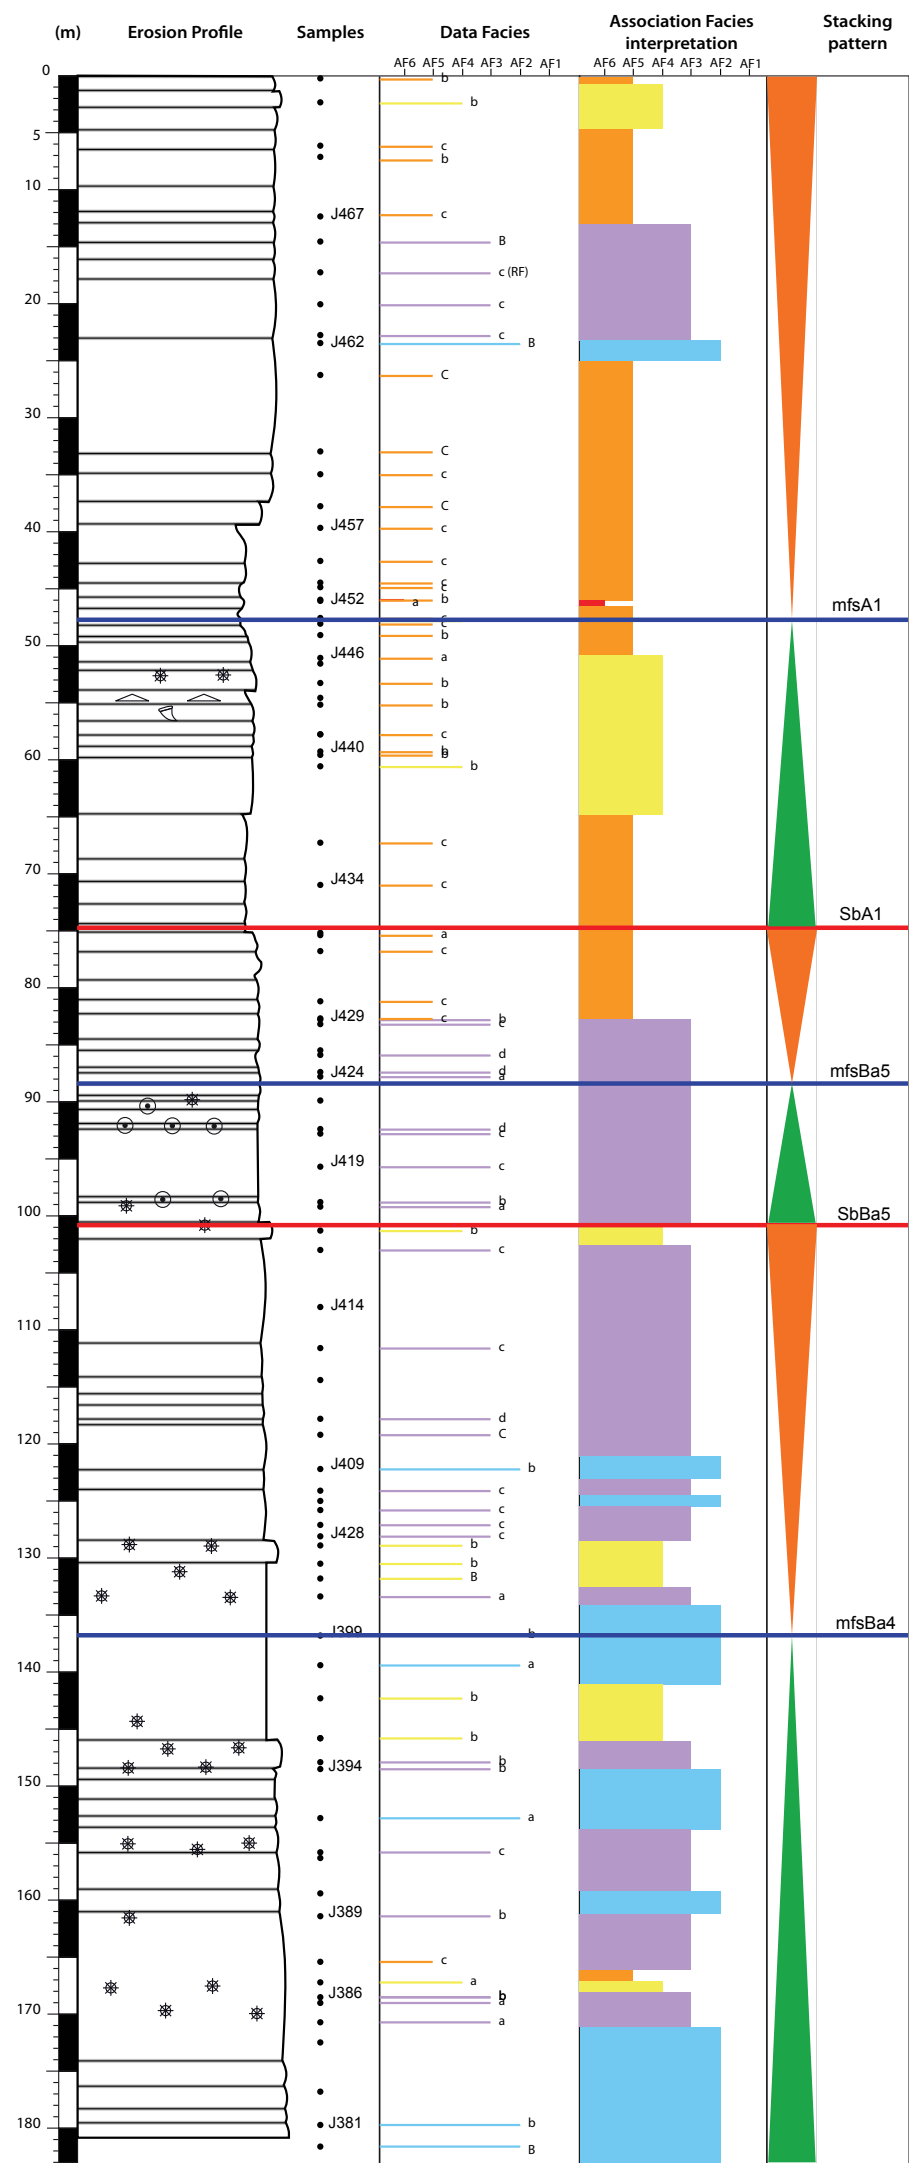 (m) Erosion Profile Samples Data Facies Association Facies interpretation Stacking pattern
AF6 AF5 AF4 AF3 AF2 AF1 AF6 AF5 AF4 AF3 AF2 AF1
0 b
b
5
c
b
10
J467 c
B
c (RF)
20 c
c
J462 B
C
30
C
c
C
40 J457 c
c
c
c
J452 a b
mfsA1
c
c
50 b
J446 a
b
b
c
J440 b
b
60 b
c
70 J434 c
SbA1
a
c
80
c
J429 c b
c
d
J424 d
a
mfsBa5
90
d
c
J419 c
b
a
100 SbBa5
b
c
J414
110
c
d
120 C
J409 b
c
c
c
J428 c
b
130 b
B
a
mfsBa4
J399 b
140 a
b
b
b
J394 b
150
a
c
160
J389 b
c
a
J386 b
b
a
170 a
180 J381 b
B